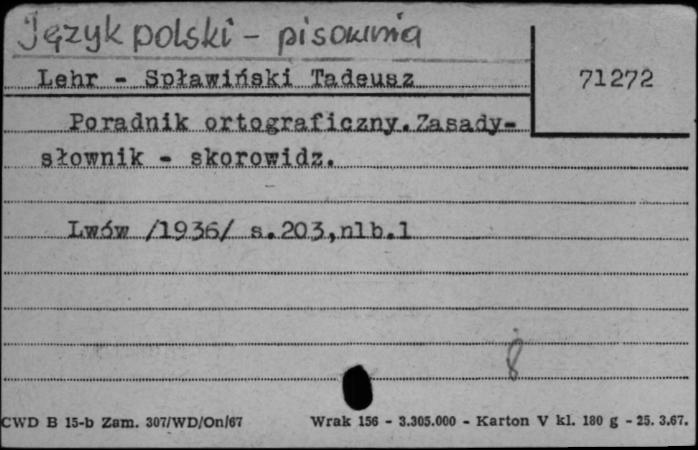 Język polski - pisownia
Lehr - Spławiński Tadeusz
71272
Poradnik ortograficzny.Zasady-
słownik - skorowidz.
Lwów /1936/ s.203,nlb.1
8
CWD B 15-b Zam. 307/WD/On/67
Wrak 156 - 3.305.000 - Karton V kl. 180 g - 25. 3.67.